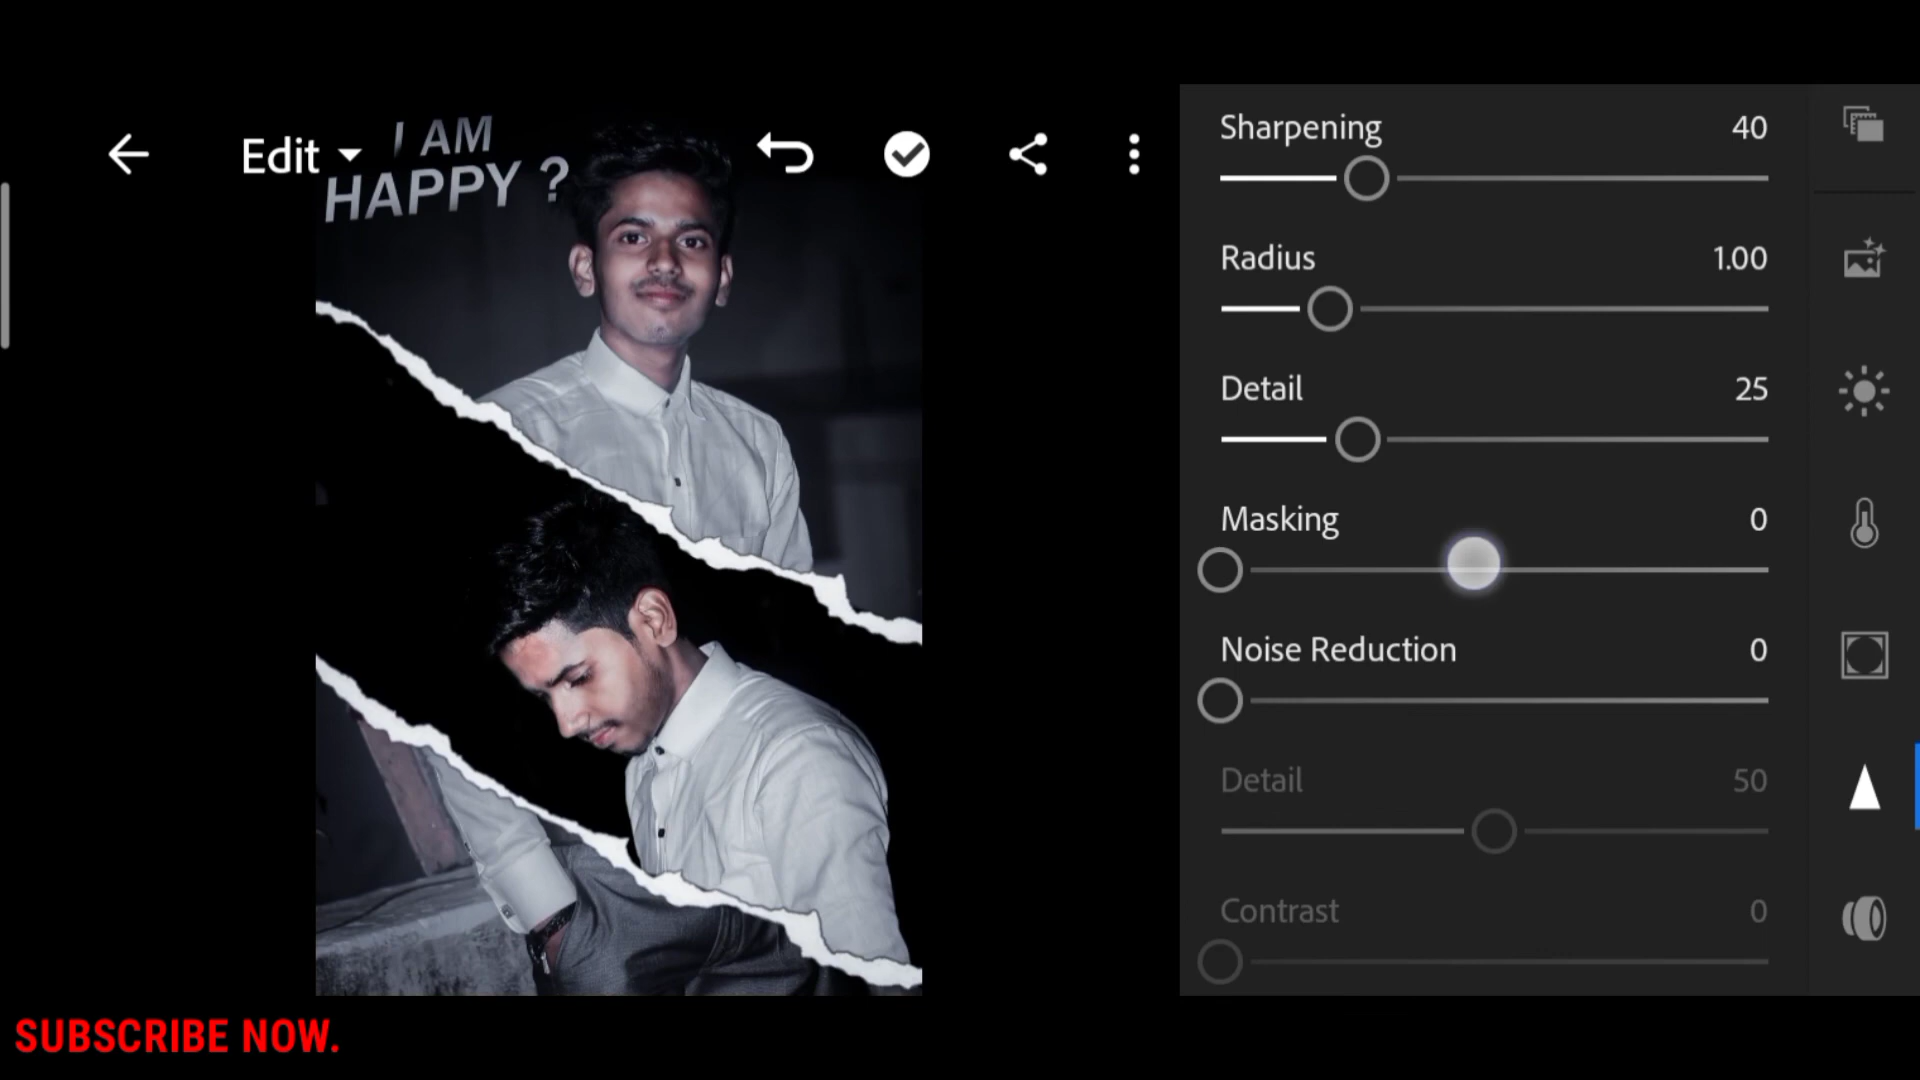 Edit
I AM
HAPPY ?
Sharpening 40
Radius 1.00
Detail 25
Masking 0
Noise Reduction 0
Detail 50
Contrast 0
SUBSCRIBE NOW.